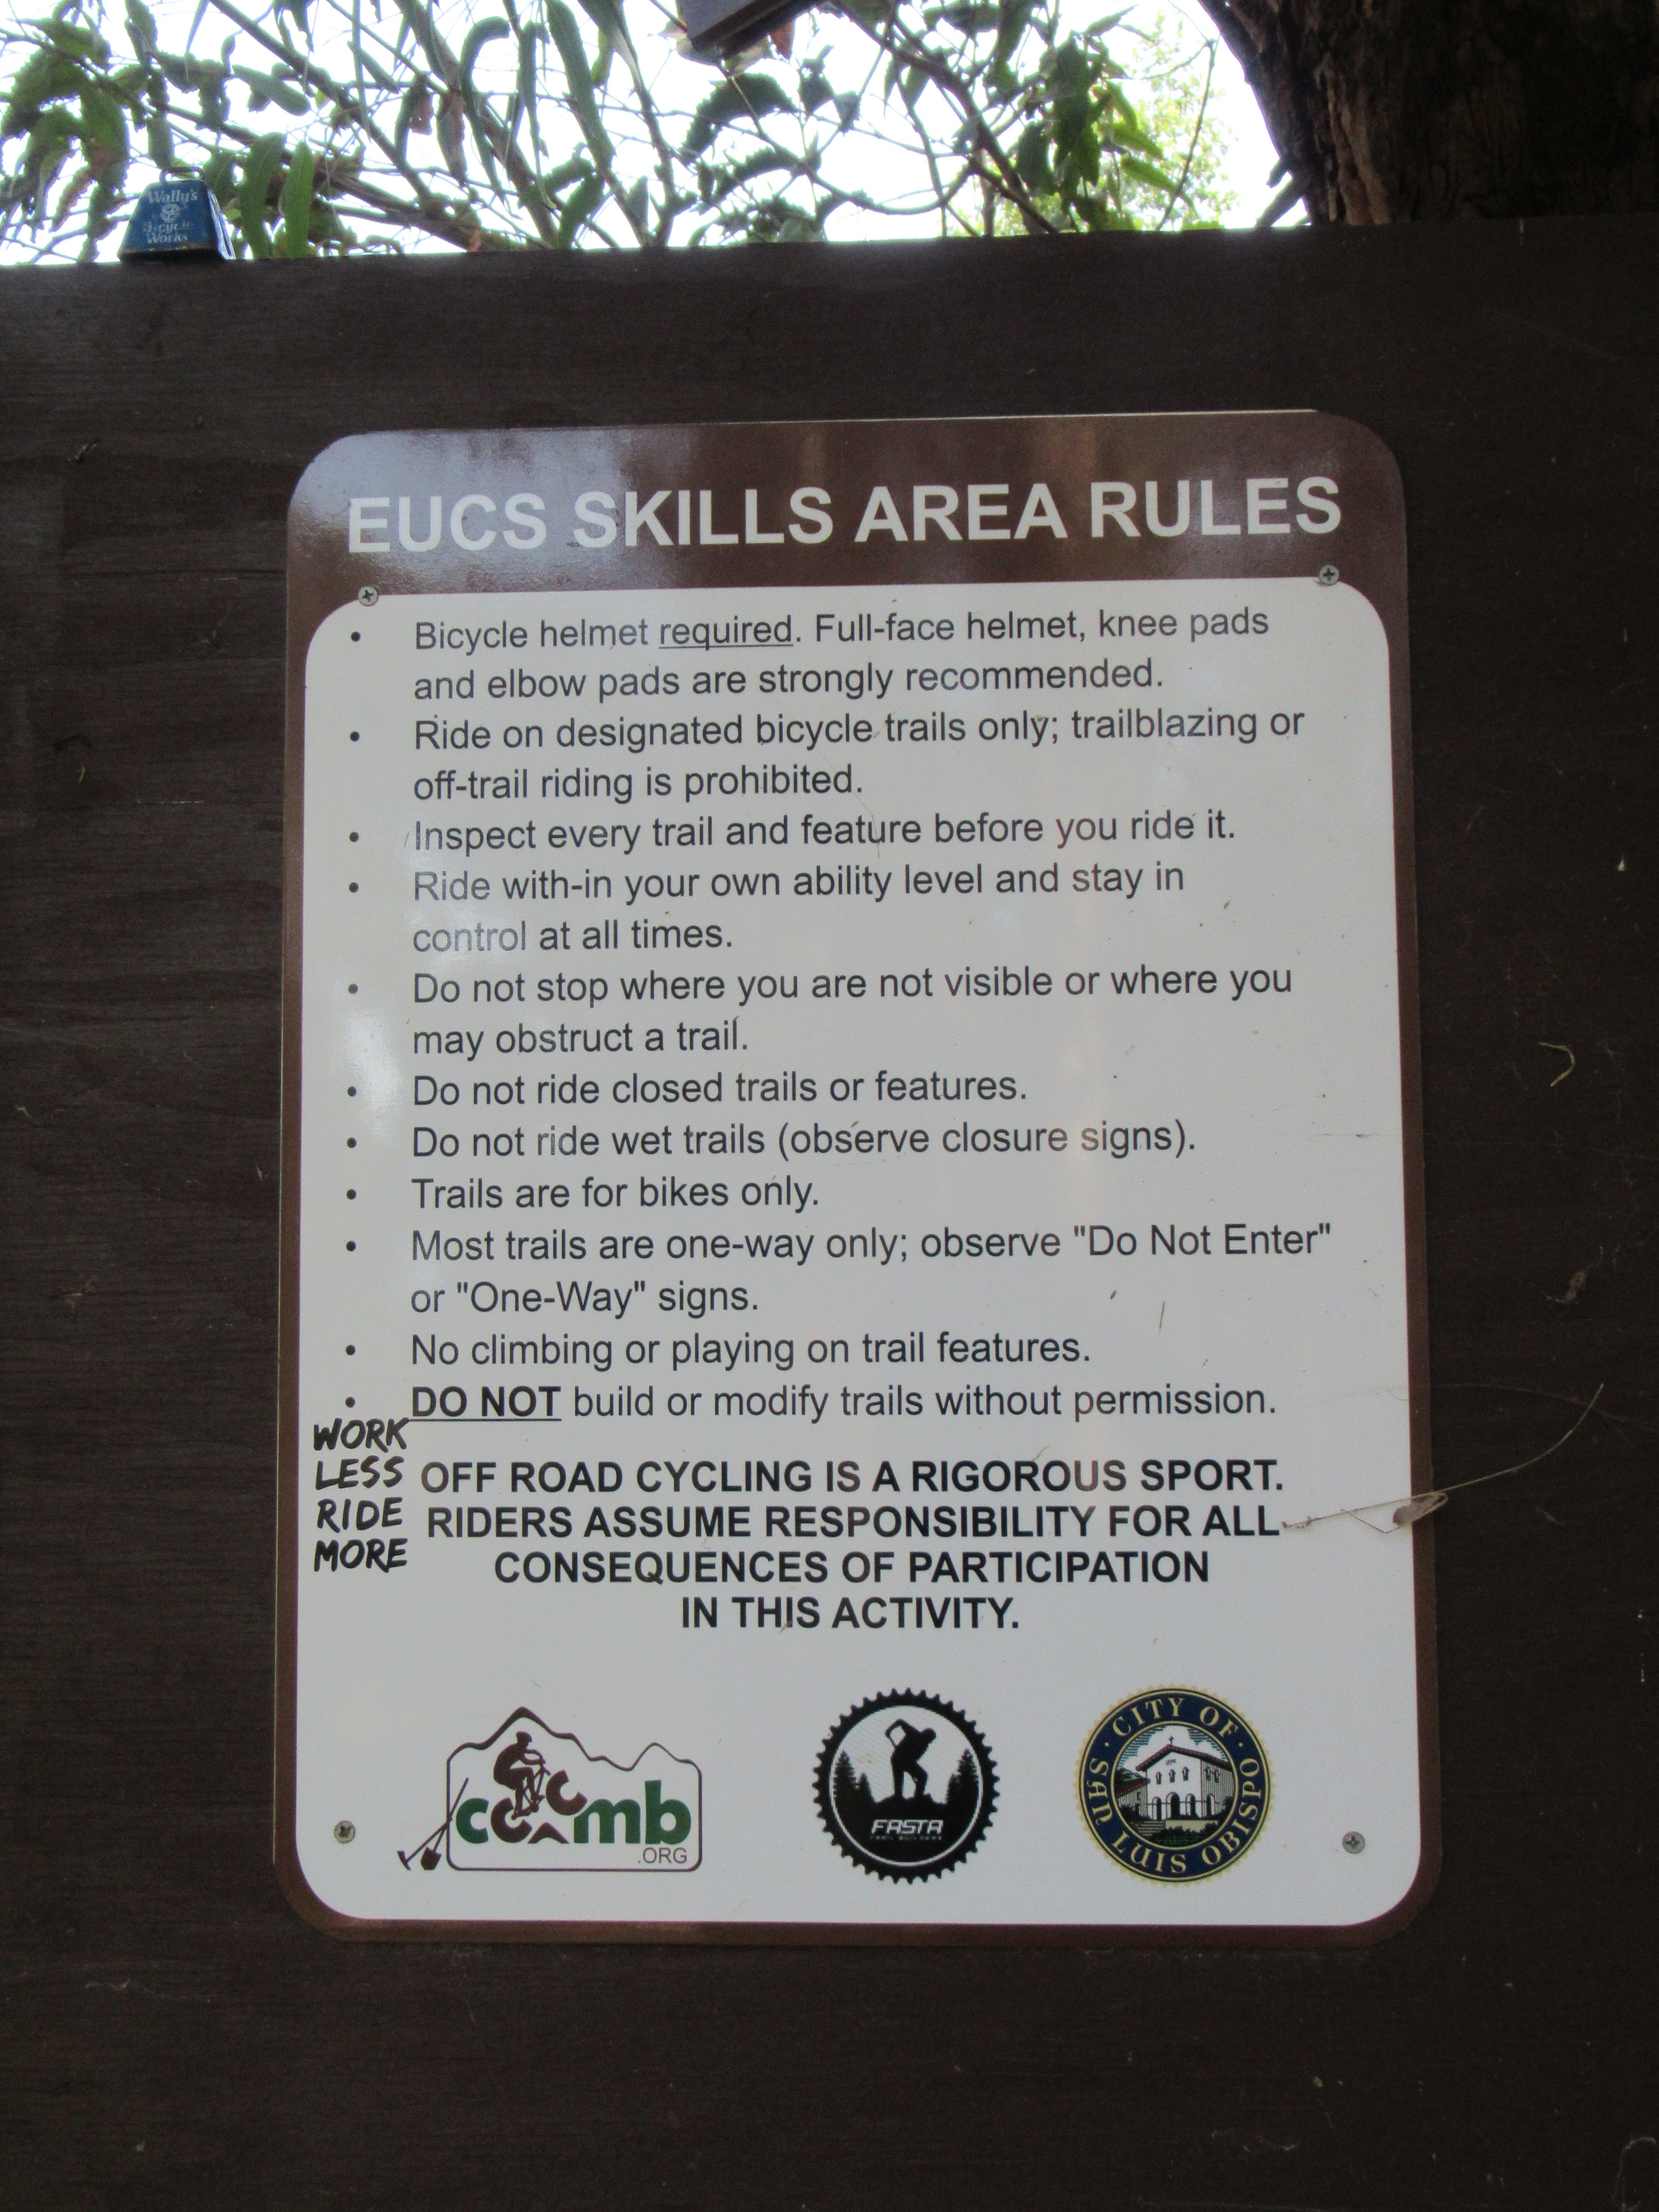 Wally's
Bicycle
Works
EUCS SKILLS AREA RULES
• Bicycle helmet required. Full-face helmet, knee pads
and elbow pads are strongly recommended.
• Ride on designated bicycle trails only; trailblazing or
off-trail riding is prohibited.
• Inspect every trail and feature before you ride it.
• Ride with-in your own ability level and stay in
control at all times.
• Do not stop where you are not visible or where you
may obstruct a trail.
• Do not ride closed trails or features.
• Do not ride wet trails (observe closure signs).
• Trails are for bikes only.
• Most trails are one-way only; observe "Do Not Enter"
or "One-Way" signs.
• No climbing or playing on trail features.
• DO NOT build or modify trails without permission.
WORK
LESS
RIDE
MORE
OFF ROAD CYCLING IS A RIGOROUS SPORT.
RIDERS ASSUME RESPONSIBILITY FOR ALL
CONSEQUENCES OF PARTICIPATION
IN THIS ACTIVITY.
cccmb
.ORG
FASTA
CITY OF
SAN LUIS OBISPO